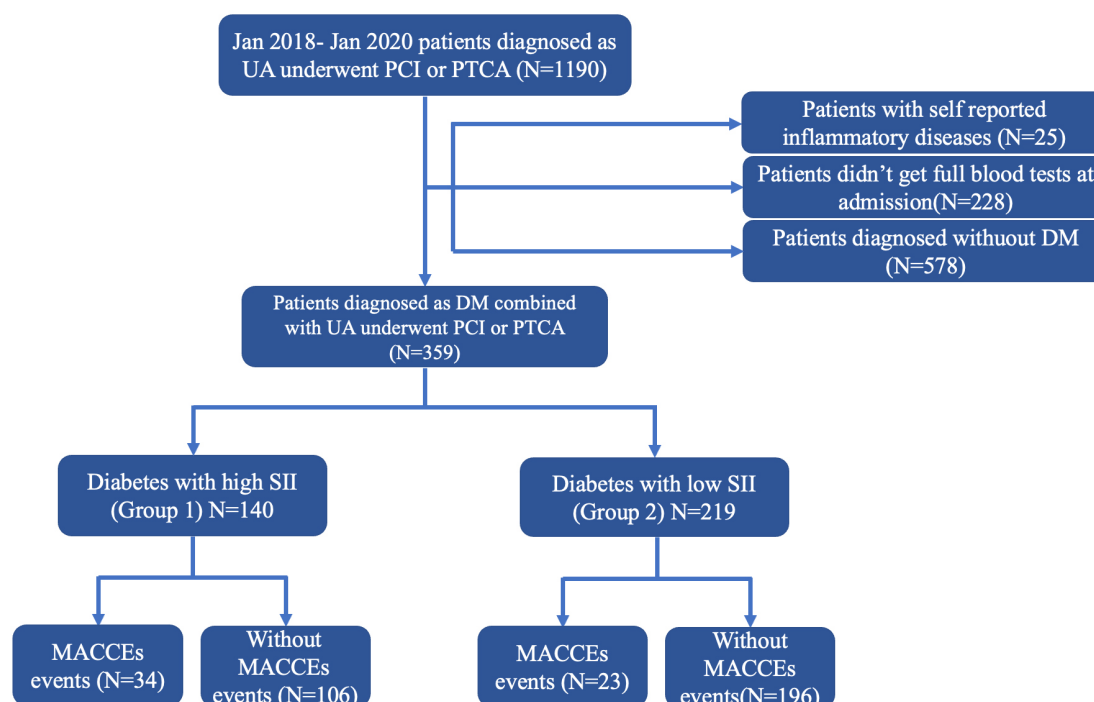 Jan 2018- Jan 2020 patients diagnosed as
UA underwent PCI or PTCA (N=1190)
Patients with self reported
inflammatory diseases (N=25)
Patients didn’t get full blood tests at
admission(N=228)
Patients diagnosed withuout DM
(N=578)
Patients diagnosed as DM combined
with UA underwent PCI or PTCA
(N=359)
Diabetes with high SII
(Group 1) N=140
Diabetes with low SII
(Group 2) N=219
MACCEs
events (N=34)
Without
MACCEs
events (N=106)
MACCEs
events (N=23)
Without
MACCEs
events(N=196)